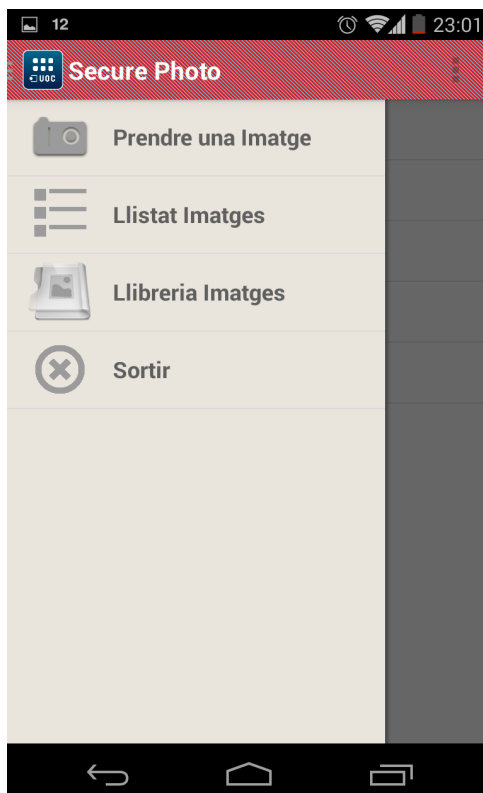 12
23:01
UOC
Secure Photo
Prendre una Imatge
Llistat Imatges
Llibreria Imatges
Sortir